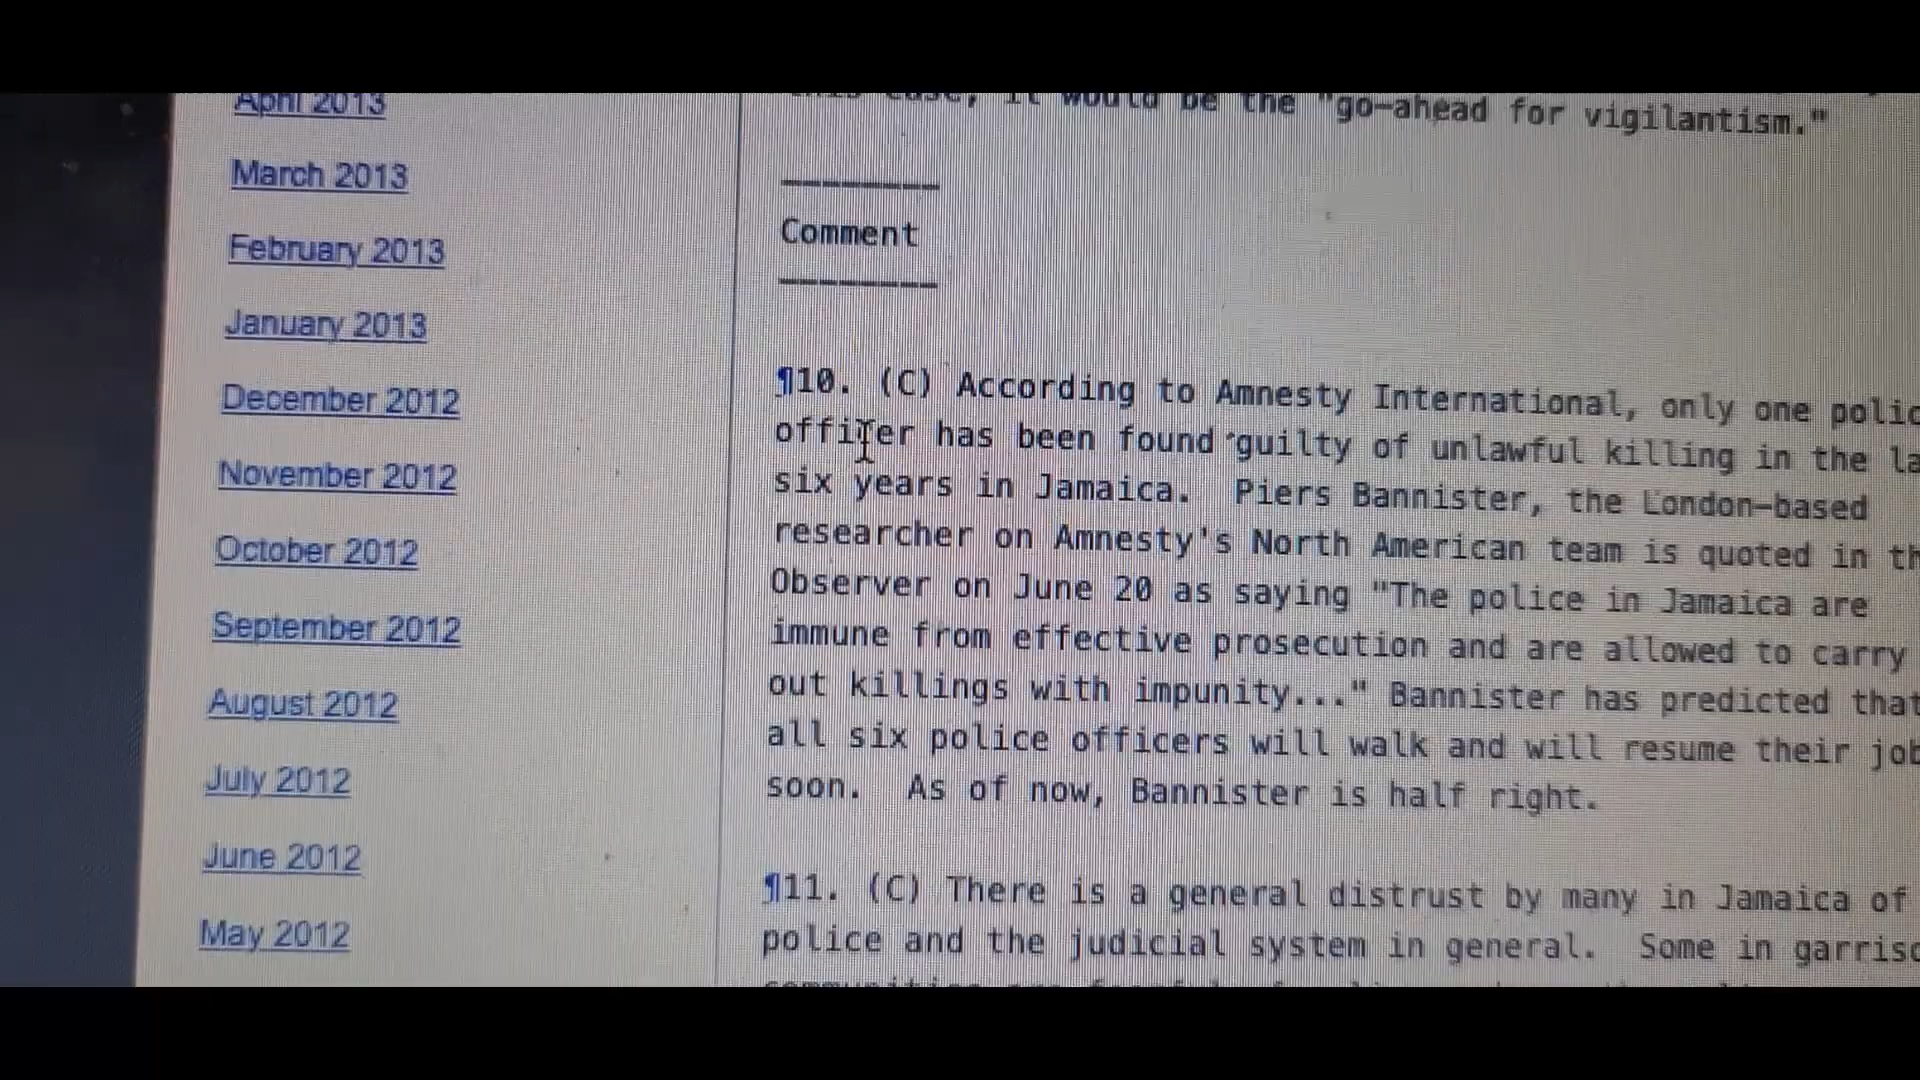 April 2013
March 2013
February 2013
January 2013
December 2012
November 2012
October 2012
September 2012
August 2012
July 2012
June 2012
May 2012
this case, it would be the "go-ahead for vigilantism."
---------
Comment
---------
¶10. (C) According to Amnesty International, only one polic
officer has been found guilty of unlawful killing in the la
six years in Jamaica. Piers Bannister, the London-based
researcher on Amnesty's North American team is quoted in th
Observer on June 20 as saying "The police in Jamaica are
immune from effective prosecution and are allowed to carry
out killings with impunity..." Bannister has predicted that
all six police officers will walk and will resume their job
soon. As of now, Bannister is half right.
¶11. (C) There is a general distrust by many in Jamaica of
police and the judicial system in general. Some in garriso